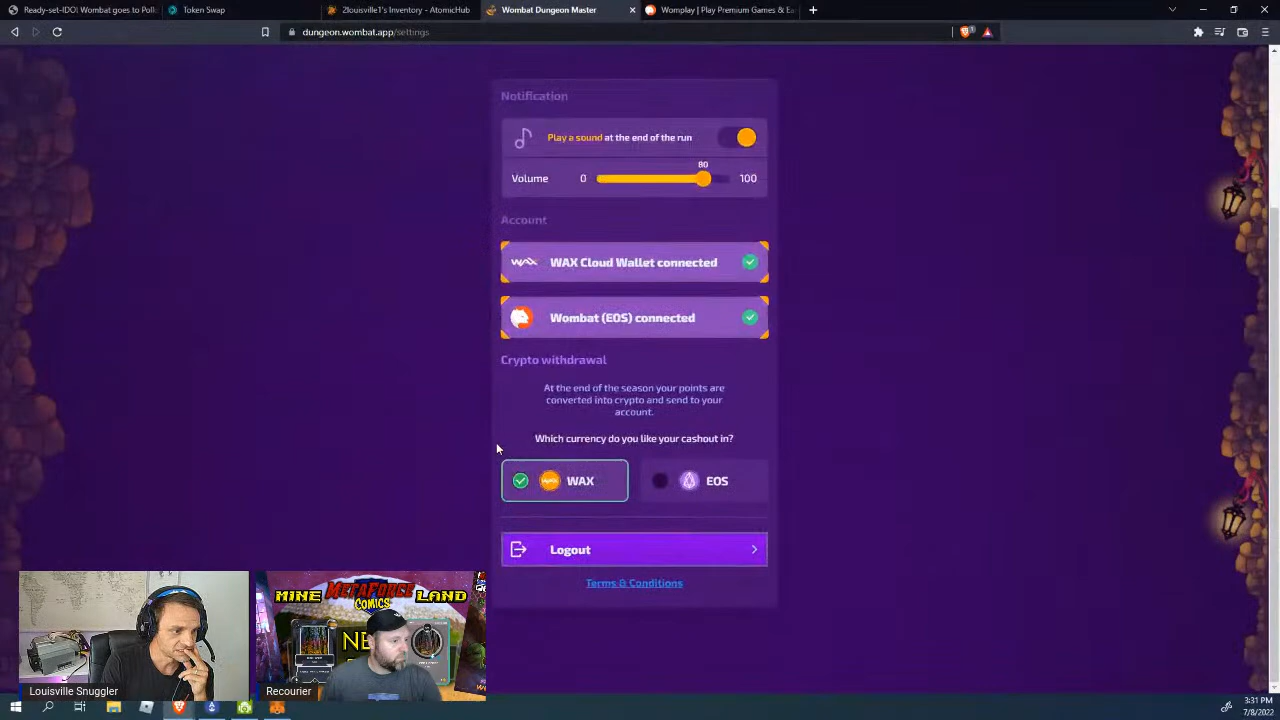 Ready-set-IDO! Wombat goes to Polk
Token Swap
2louisville1's Inventory - AtomicHub
Wombat Dungeon Master
Womplay | Play Premium Games & Ea
dungeon.wombat.app/settings
Notification
Play a sound at the end of the run
80
Volume 0 100
Account
WAX Cloud Wallet connected
Wombat (EOS) connected
Crypto withdrawal
At the end of the season your points are
converted into crypto and send to your
account.
Which currency do you like your cashout in?
WAX EOS
Logout
Terms & Conditions
MINE METAFORCE LAND
COMICS
NE
Louisville Snuggler
Recourier
3:31 PM
7/8/2022